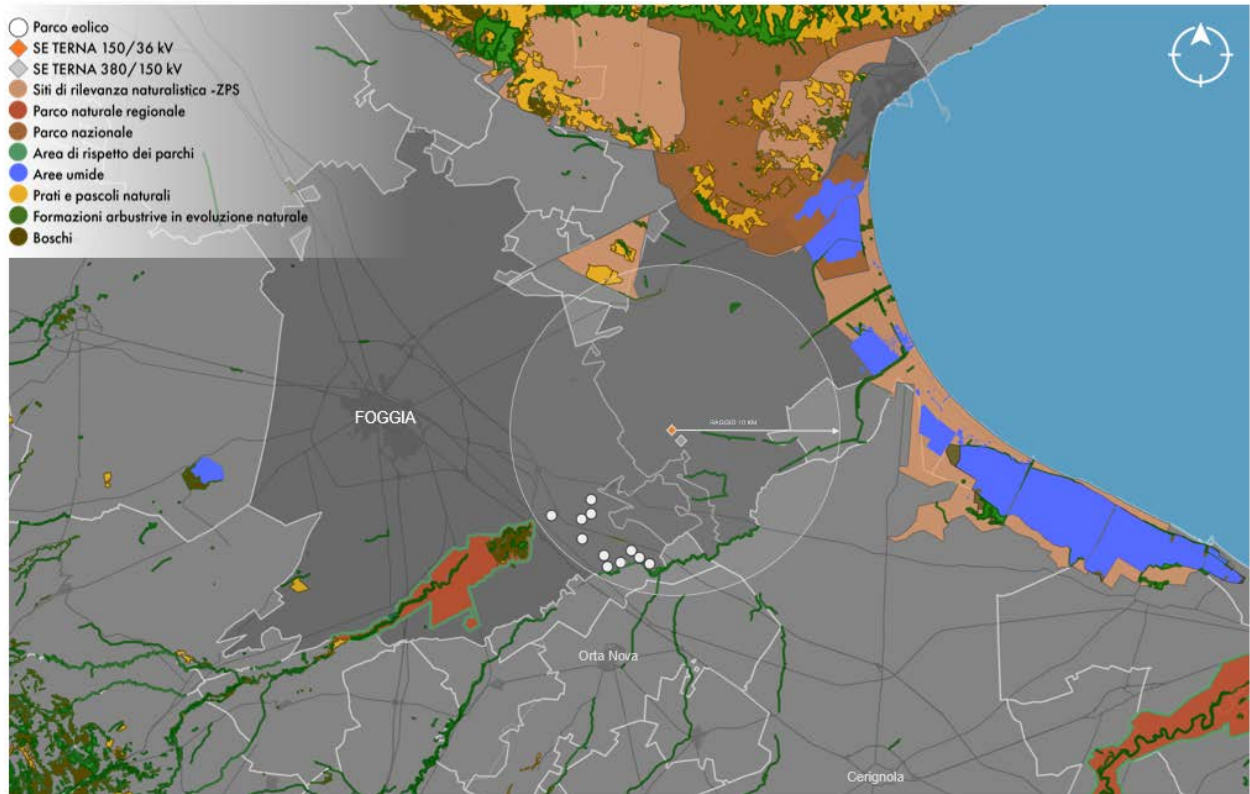 Parco eolico
SE TERNA 150/36 kV
SE TERNA 380/150 kV
Siti di rilevanza naturalistica -ZPS
Parco naturale regionale
Parco nazionale
Area di rispetto dei parchi
Aree umide
Prati e pascoli naturali
Formazioni arbustrive in evoluzione naturale
Boschi
FOGGIA
RAGGIO 10 KM
Orta Nova
Cerignola